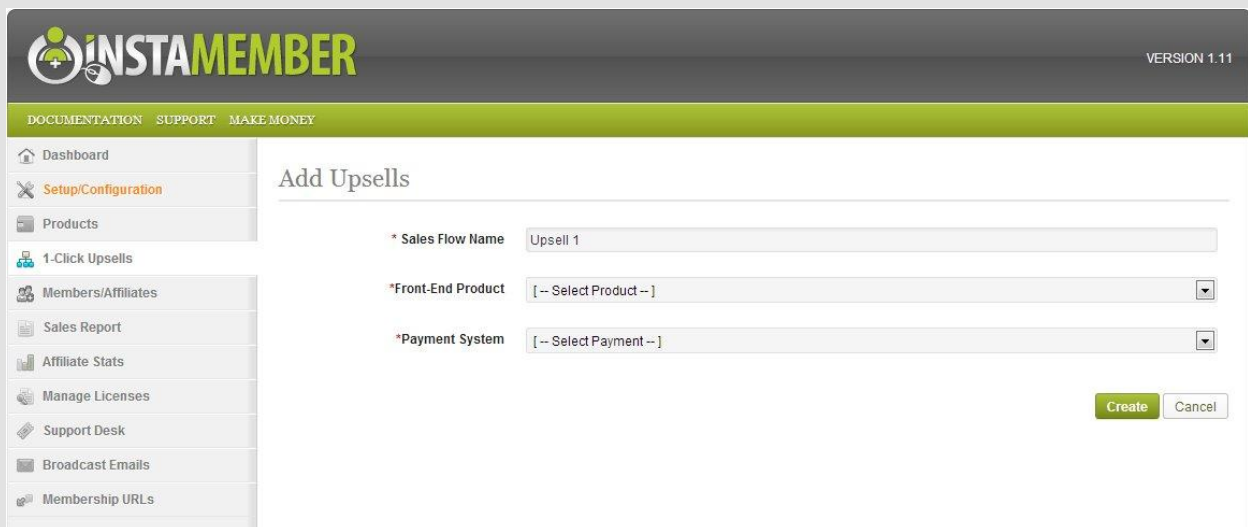 iNSTAMEMBER
VERSION 1.11
DOCUMENTATION SUPPORT MAKE MONEY
Dashboard
Setup/Configuration
Products
1-Click Upsells
Members/Affiliates
Sales Report
Affiliate Stats
Manage Licenses
Support Desk
Broadcast Emails
Membership URLs
Add Upsells
* Sales Flow Name Upsell 1
*Front-End Product [ -- Select Product -- ]
*Payment System [ -- Select Payment -- ]
Create Cancel